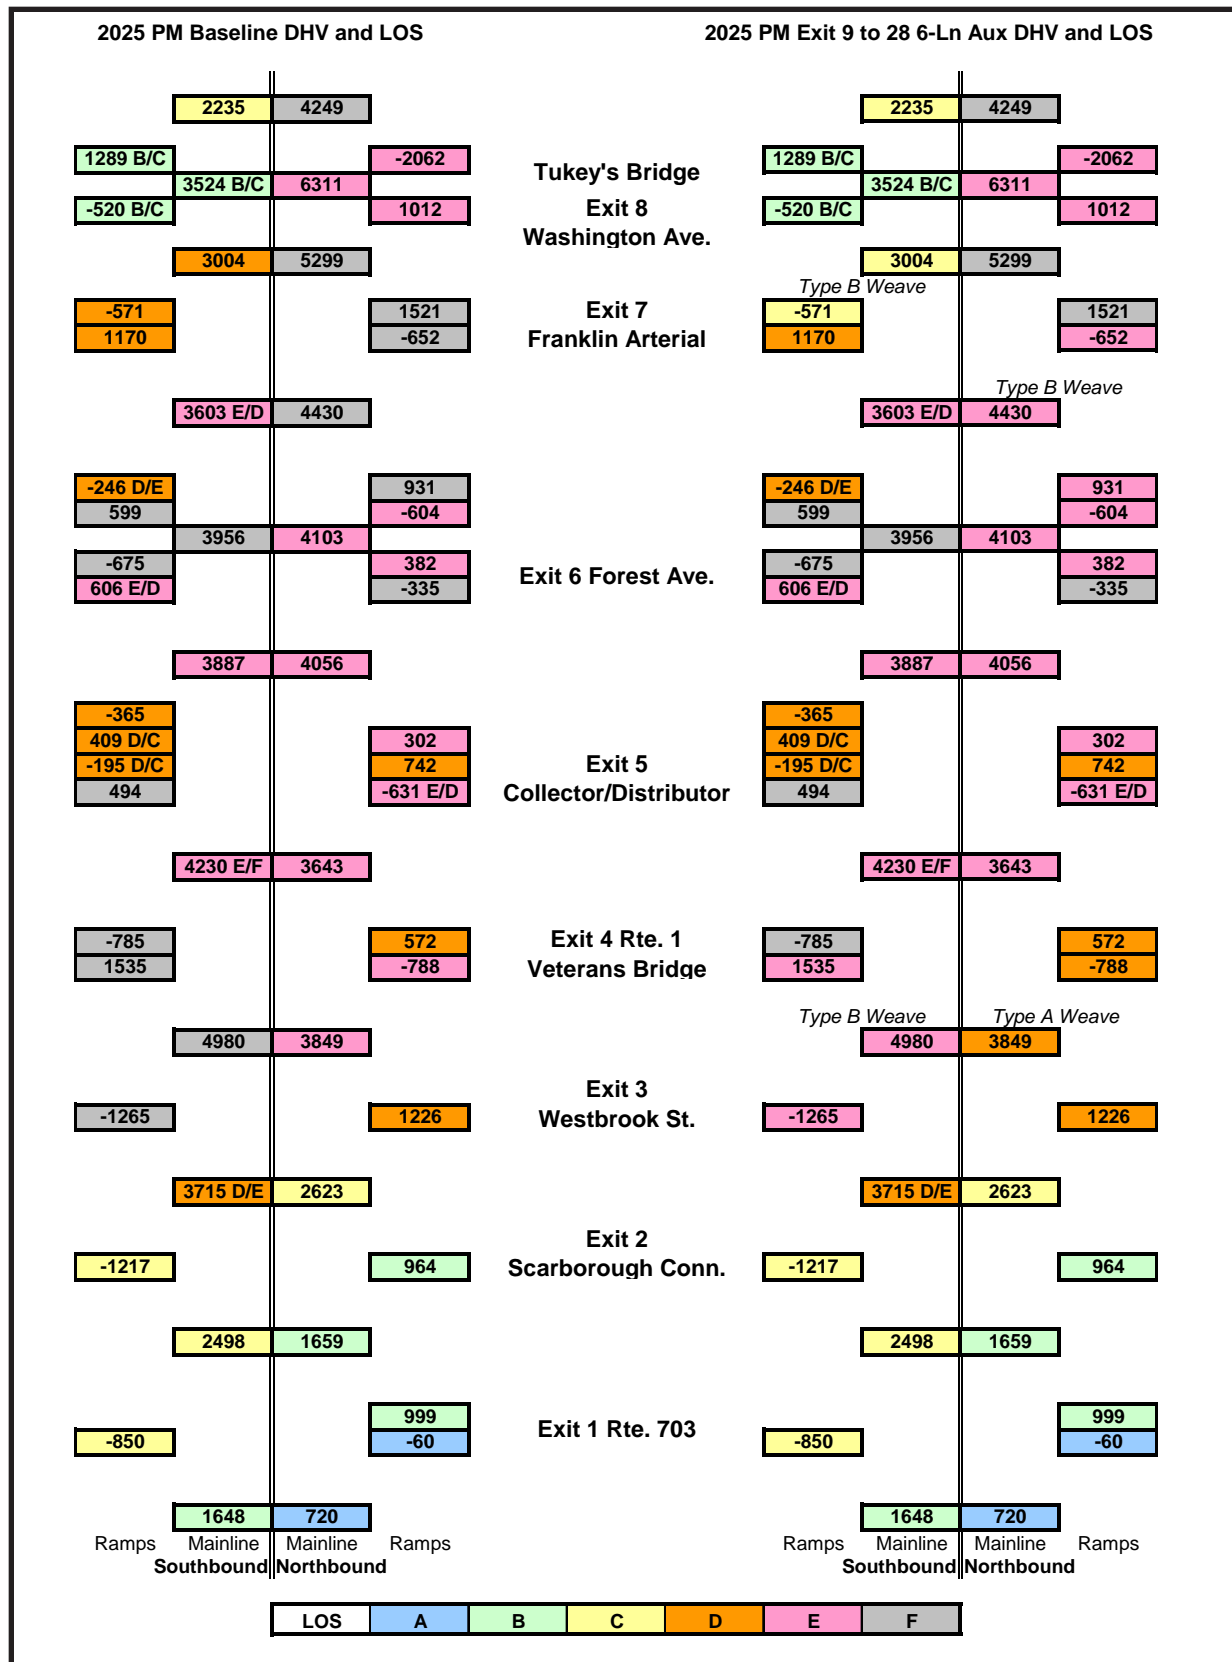 2025 PM Baseline DHV and LOS 2025 PM Exit 9 to 28 6-Ln Aux DHV and LOS
2235 4249 2235 4249
1289 B/C -2062 1289 B/C -2062
Tukey's Bridge
3524 B/C 6311 3524 B/C 6311
-520 B/C 1012 Exit 8 -520 B/C 1012
Washington Ave.
3004 5299 3004 5299
Type B Weave
-571 1521 Exit 7 -571 1521
1170 -652 Franklin Arterial 1170 -652
Type B Weave
3603 E/D 4430 3603 E/D 4430
-246 D/E 931 -246 D/E 931
599 -604 599 -604
3956 4103 3956 4103
-675 382 Exit 6 Forest Ave. -675 382
606 E/D -335 606 E/D -335
3887 4056 3887 4056
-365 -365
409 D/C 302 409 D/C 302
-195 D/C 742 Exit 5 -195 D/C 742
494 -631 E/D Collector/Distributor 494 -631 E/D
4230 E/F 3643 4230 E/F 3643
-785 572 Exit 4 Rte. 1 -785 572
1535 -788 Veterans Bridge 1535 -788
Type B Weave Type A Weave
4980 3849 4980 3849
Exit 3
-1265 1226 Westbrook St. -1265 1226
3715 D/E 2623 3715 D/E 2623
Exit 2
-1217 964 Scarborough Conn. -1217 964
2498 1659 2498 1659
999 999
-850 -60 Exit 1 Rte. 703 -850 -60
1648 720 1648 720
Ramps Mainline Mainline Ramps Ramps Mainline Mainline Ramps
Southbound Northbound Southbound Northbound
LOS A B C D E F